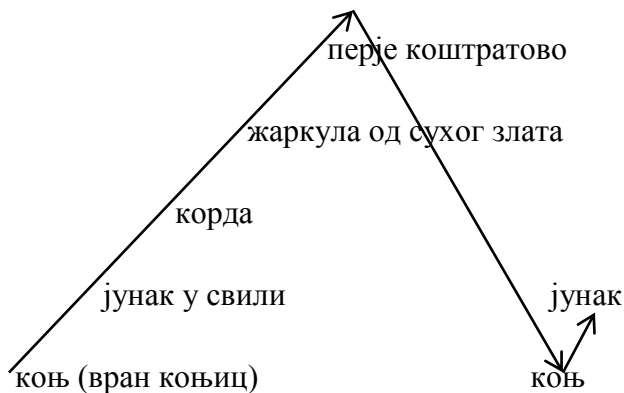 перје коштратово
жаркула од сухог злата
корда
јунак у свили
јунак
коњ (вран коњиц)
коњ